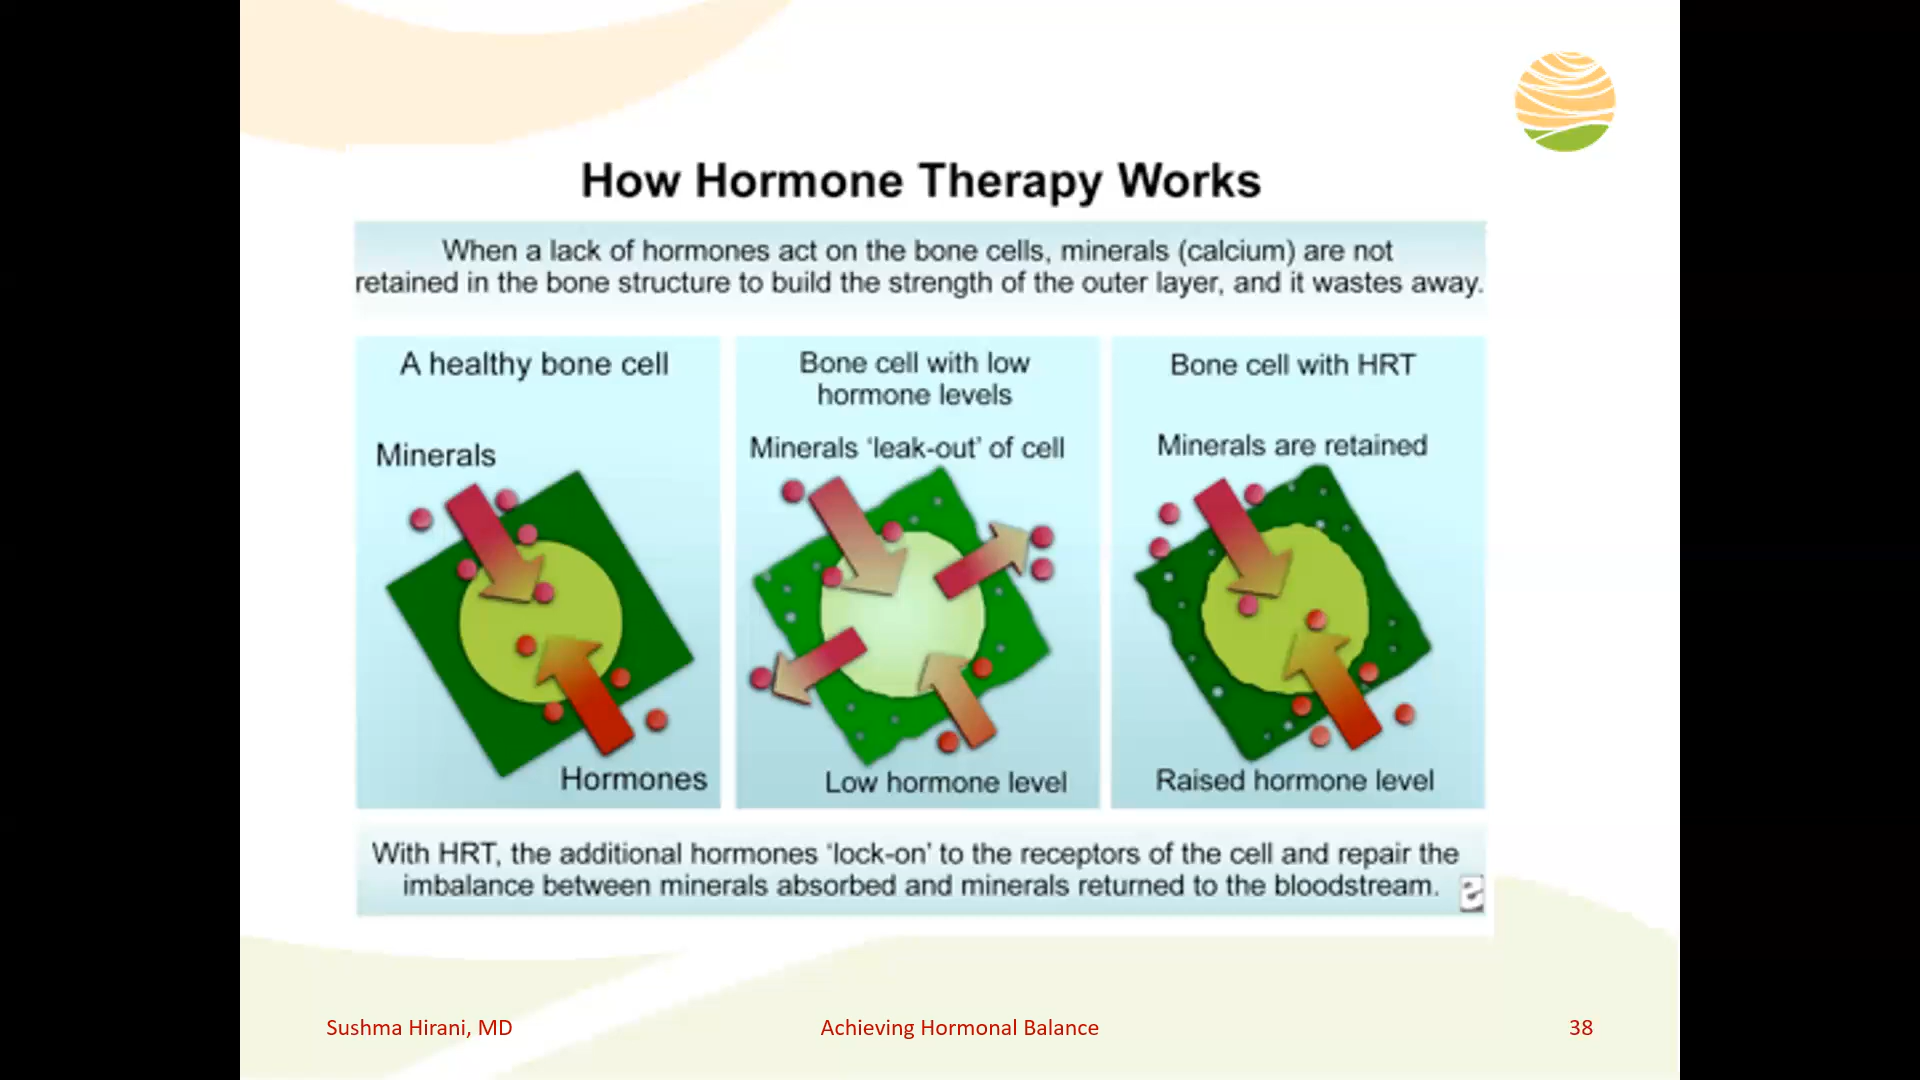 How Hormone Therapy Works
When a lack of hormones act on the bone cells, minerals (calcium) are not
retained in the bone structure to build the strength of the outer layer, and it wastes away.
A healthy bone cell
Minerals
Hormones
Bone cell with low
hormone levels
Minerals ‘leak-out’ of cell
Low hormone level
Bone cell with HRT
Minerals are retained
Raised hormone level
With HRT, the additional hormones ‘lock-on’ to the receptors of the cell and repair the
imbalance between minerals absorbed and minerals returned to the bloodstream.
Sushma Hirani, MD
Achieving Hormonal Balance
38